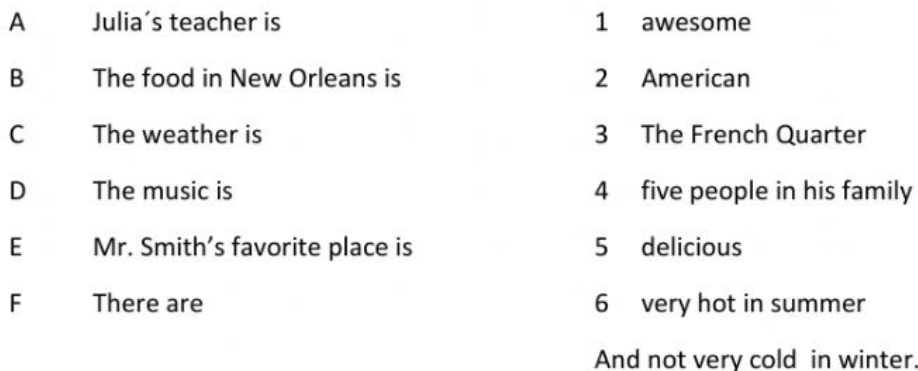 A Julia´s teacher is 1 awesome
B The food in New Orleans is 2 American
C The weather is 3 The French Quarter
D The music is 4 five people in his family
E Mr. Smith’s favorite place is 5 delicious
F There are 6 very hot in summer
And not very cold in winter.